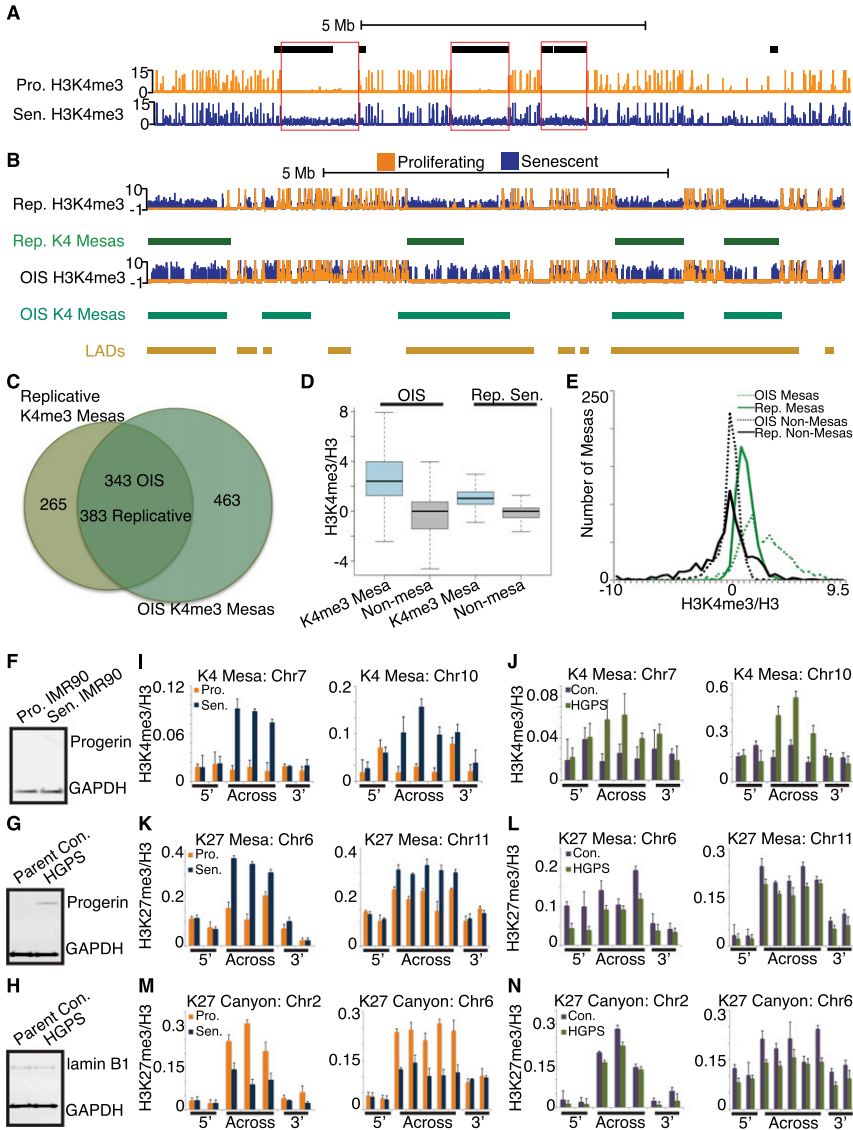 A
5 Mb
Pro. H3K4me3
15
0
Sen. H3K4me3
15
0
B
Proliferating
Senescent
5 Mb
Rep. H3K4me3
10
-1
Rep. K4 Mesas
OIS H3K4me3
10
-1
OIS K4 Mesas
LADs
C
Replicative
K4me3 Mesas
265
343 OIS
383 Replicative
463
OIS K4me3 Mesas
D
OIS
Rep. Sen.
H3K4me3/H3
8
4
0
-4
K4me3 Mesa
Non-mesa
K4me3 Mesa
Non-mesa
E
Number of Mesas
250
0
OIS Mesas
Rep. Mesas
OIS Non-Mesas
Rep. Non-Mesas
-10
0
9.5
H3K4me3/H3
F
Pro. IMR90
Sen. IMR90
Progerin
GAPDH
I
K4 Mesa: Chr7
Pro.
Sen.
H3K4me3/H3
0.12
0.06
0
5'
Across
3'
K4 Mesa: Chr10
0.2
0.1
0
5'
Across
3'
J
K4 Mesa: Chr7
Con.
HGPS
H3K4me3/H3
0.08
0.04
0
5'
Across
3'
K4 Mesa: Chr10
0.6
0.3
0
5'
Across
3'
G
Parent Con.
HGPS
Progerin
GAPDH
K
K27 Mesa: Chr6
Pro.
Sen.
H3K27me3/H3
0.4
0.2
0
5'
Across
3'
K27 Mesa: Chr11
0.4
0.2
0
5'
Across
3'
L
K27 Mesa: Chr6
Con.
HGPS
H3K27me3/H3
0.2
0.1
0
5'
Across
3'
K27 Mesa: Chr11
0.3
0.15
0
5'
Across
3'
H
Parent Con.
HGPS
lamin B1
GAPDH
M
K27 Canyon: Chr2
Pro.
Sen.
H3K27me3/H3
0.3
0.15
0
5'
Across
3'
K27 Canyon: Chr6
0.3
0.15
0
5'
Across
3'
N
K27 Canyon: Chr2
Con.
HGPS
H3K27me3/H3
0.3
0.15
0
5'
Across
3'
K27 Canyon: Chr6
0.3
0.15
0
5'
Across
3'